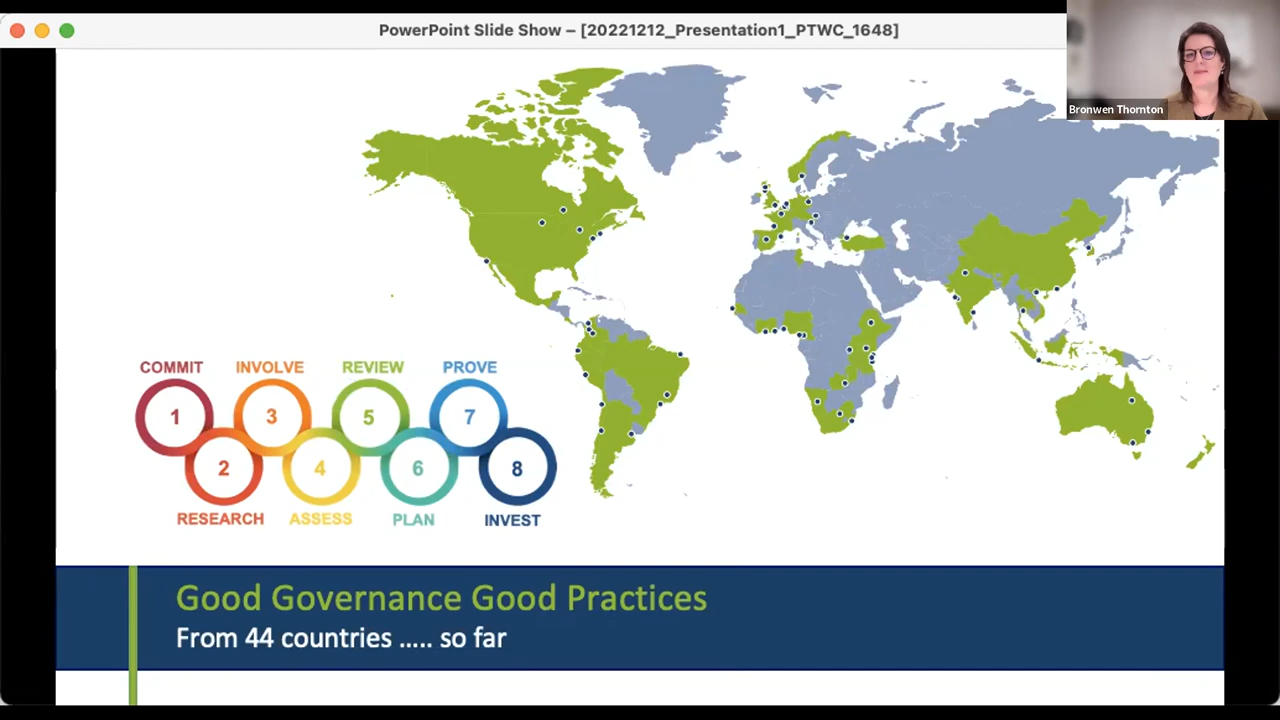 PowerPoint Slide Show – [20221212_Presentation1_PTWC_1648]
Bronwen Thornton
COMMIT INVOLVE REVIEW PROVE
1 3 5 7
2 4 6 8
RESEARCH ASSESS PLAN INVEST
Good Governance Good Practices
From 44 countries ..... so far